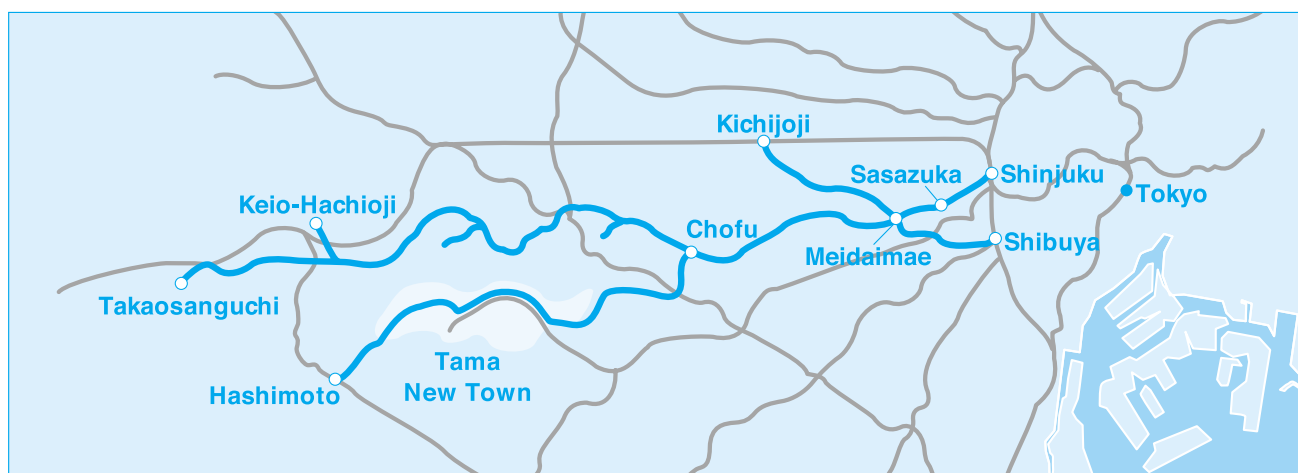 Kichijoji
Sasazuka
Shinjuku
Tokyo
Keio-Hachioji
Chofu
Meidaimae
Shibuya
Takaosanguchi
Tama
New Town
Hashimoto